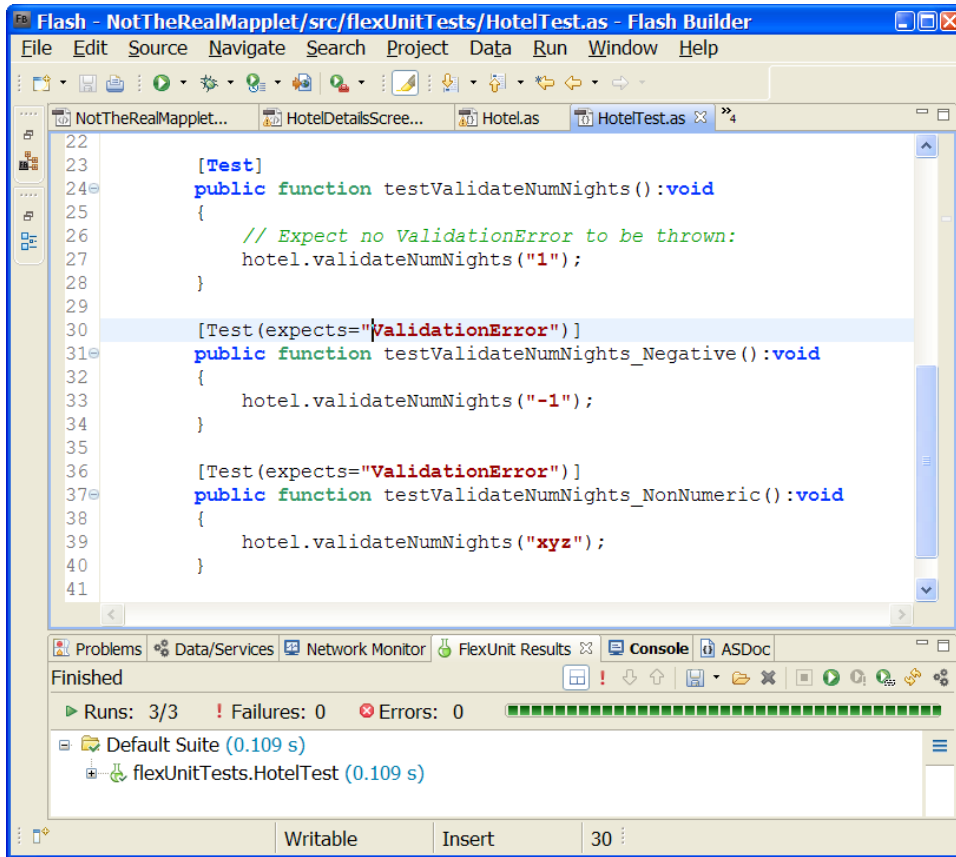 FB Flash - NotTheRealMapplet/src/flexUnitTests/HotelTest.as - Flash Builder
File Edit Source Navigate Search Project Data Run Window Help
NotTheRealMapplet... HotelDetailsScree... Hotel.as HotelTest.as »4
22
23 [Test]
24 public function testValidateNumNights():void
25 {
26 // Expect no ValidationError to be thrown:
27 hotel.validateNumNights("1");
28 }
29
30 [Test(expects="ValidationError")]
31 public function testValidateNumNights_Negative():void
32 {
33 hotel.validateNumNights("-1");
34 }
35
36 [Test(expects="ValidationError")]
37 public function testValidateNumNights_NonNumeric():void
38 {
39 hotel.validateNumNights("xyz");
40 }
41
Problems Data/Services Network Monitor FlexUnit Results Console ASDoc
Finished
Runs: 3/3 ! Failures: 0 Errors: 0
Default Suite (0.109 s)
flexUnitTests.HotelTest (0.109 s)
Writable Insert 30